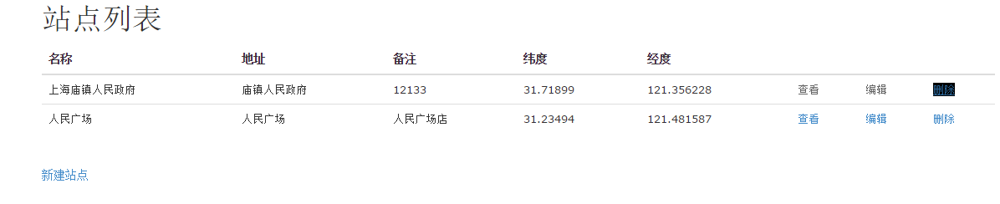 站点列表
名称 地址 备注 纬度 经度
上海庙镇人民政府 庙镇人民政府 12133 31.71899 121.356228 查看 编辑 删除
人民广场 人民广场 人民广场店 31.23494 121.481587 查看 编辑 删除
新建站点